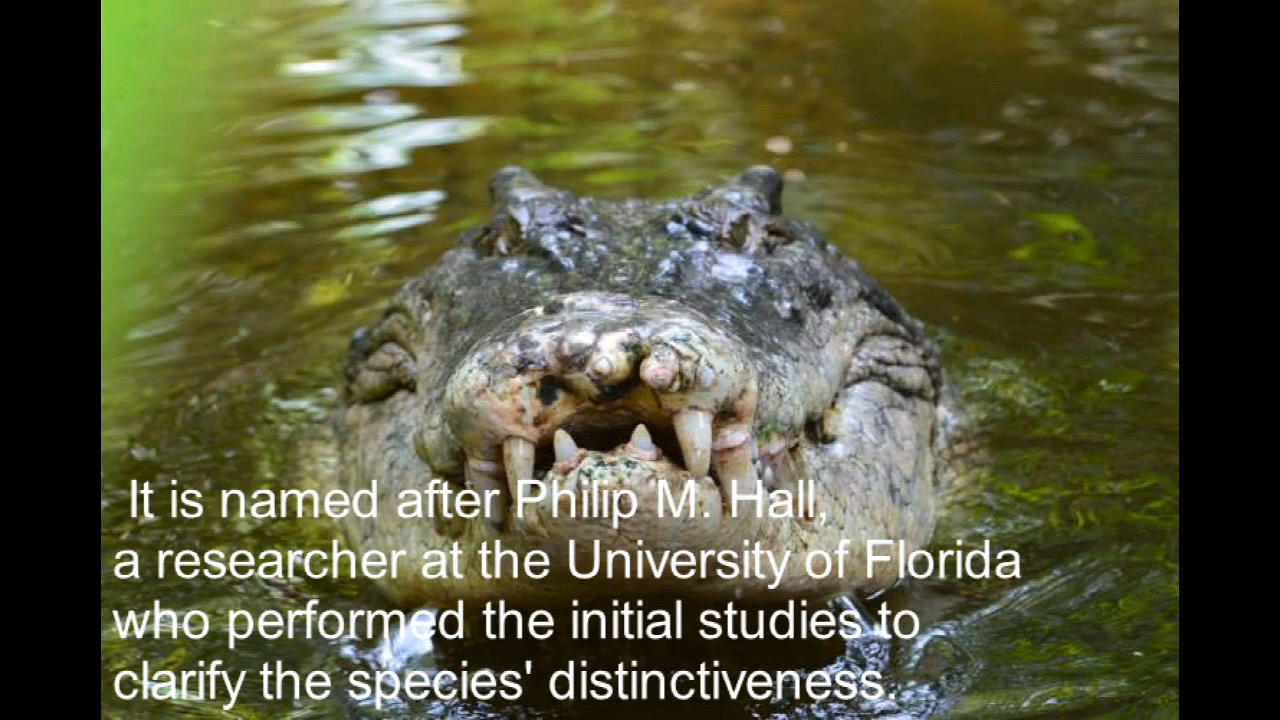 It is named after Philip M. Hall,
a researcher at the University of Florida
who performed the initial studies to
clarify the species' distinctiveness.